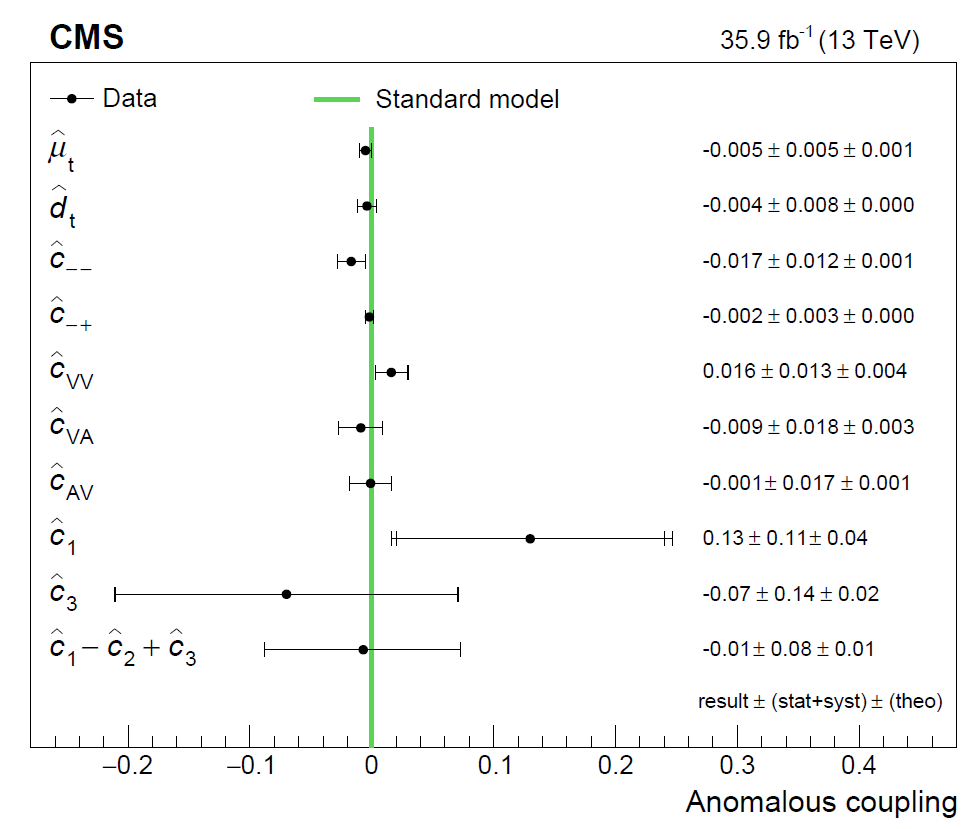 CMS 35.9 fb⁻¹ (13 TeV)
Data Standard model
μ̂ₜ -0.005 ± 0.005 ± 0.001
d̂ₜ -0.004 ± 0.008 ± 0.000
ĉ₋₋ -0.017 ± 0.012 ± 0.001
ĉ₋₊ -0.002 ± 0.003 ± 0.000
ĉVV 0.016 ± 0.013 ± 0.004
ĉVA -0.009 ± 0.018 ± 0.003
ĉAV -0.001 ± 0.017 ± 0.001
ĉ₁ 0.13 ± 0.11 ± 0.04
ĉ₃ -0.07 ± 0.14 ± 0.02
ĉ₁ − ĉ₂ + ĉ₃ -0.01 ± 0.08 ± 0.01
result ± (stat+syst) ± (theo)
−0.2 −0.1 0 0.1 0.2 0.3 0.4
Anomalous coupling